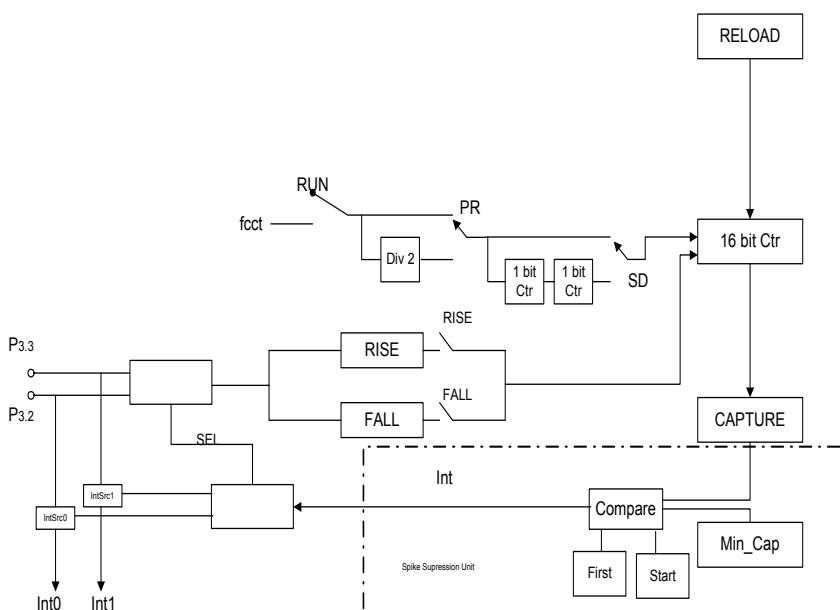 RELOAD
RUN
PR
fcct
16 bit Ctr
Div 2
1 bit
Ctr
1 bit
Ctr
SD
RISE
P3.3
RISE
P3.2
FALL
FALL
CAPTURE
SEL
Int
IntSrc1
Compare
IntSrc0
Min_Cap
Spike Supression Unit
First
Start
Int0
Int1